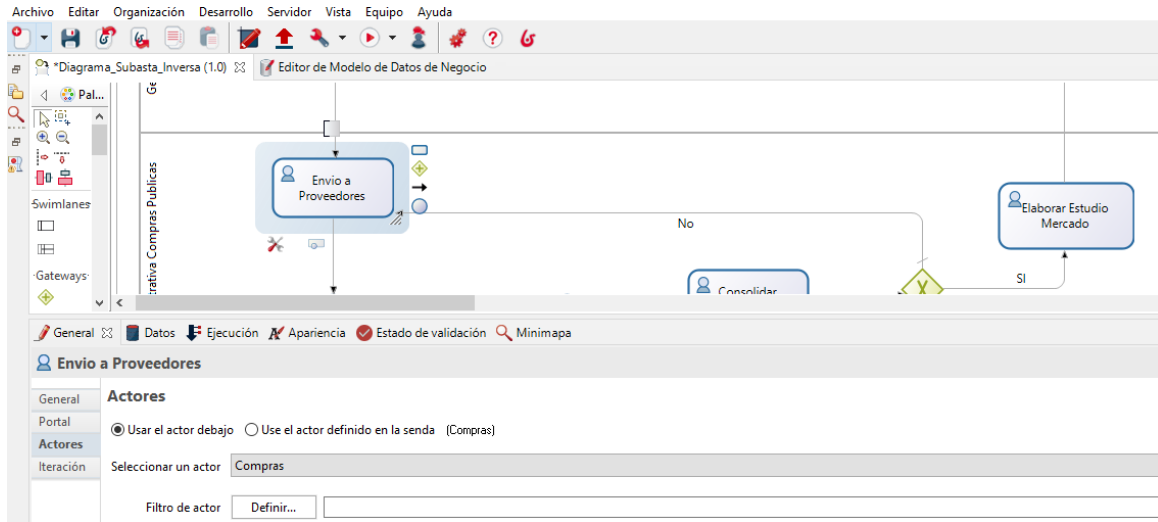 Archivo Editar Organización Desarrollo Servidor Vista Equipo Ayuda
*Diagrama_Subasta_Inversa (1.0) Editor de Modelo de Datos de Negocio
Pal...
Swimlanes
Gateways
Ge
trativa Compras Publicas
Envio a
Proveedores
No
Consolidar
SI
Elaborar Estudio
Mercado
General Datos Ejecución Apariencia Estado de validación Minimapa
Envio a Proveedores
General
Portal
Actores
Iteración
Actores
Usar el actor debajo Use el actor definido en la senda (Compras)
Seleccionar un actor Compras
Filtro de actor Definir...